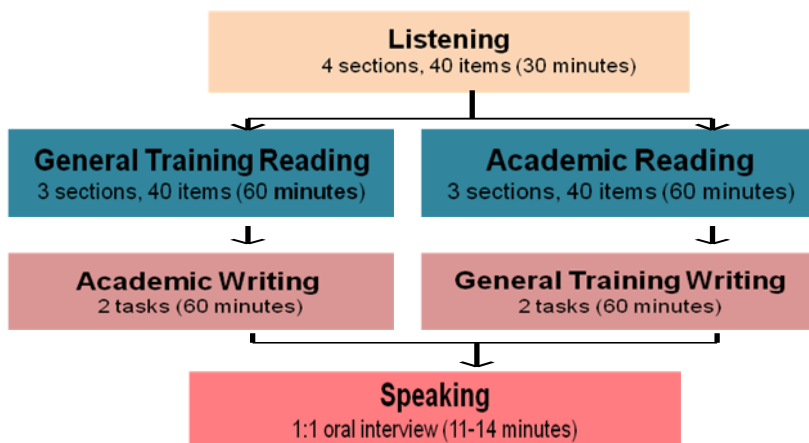 Listening
4 sections, 40 items (30 minutes)
General Training Reading
3 sections, 40 items (60 minutes)
Academic Reading
3 sections, 40 items (60 minutes)
Academic Writing
2 tasks (60 minutes)
General Training Writing
2 tasks (60 minutes)
Speaking
1:1 oral interview (11-14 minutes)